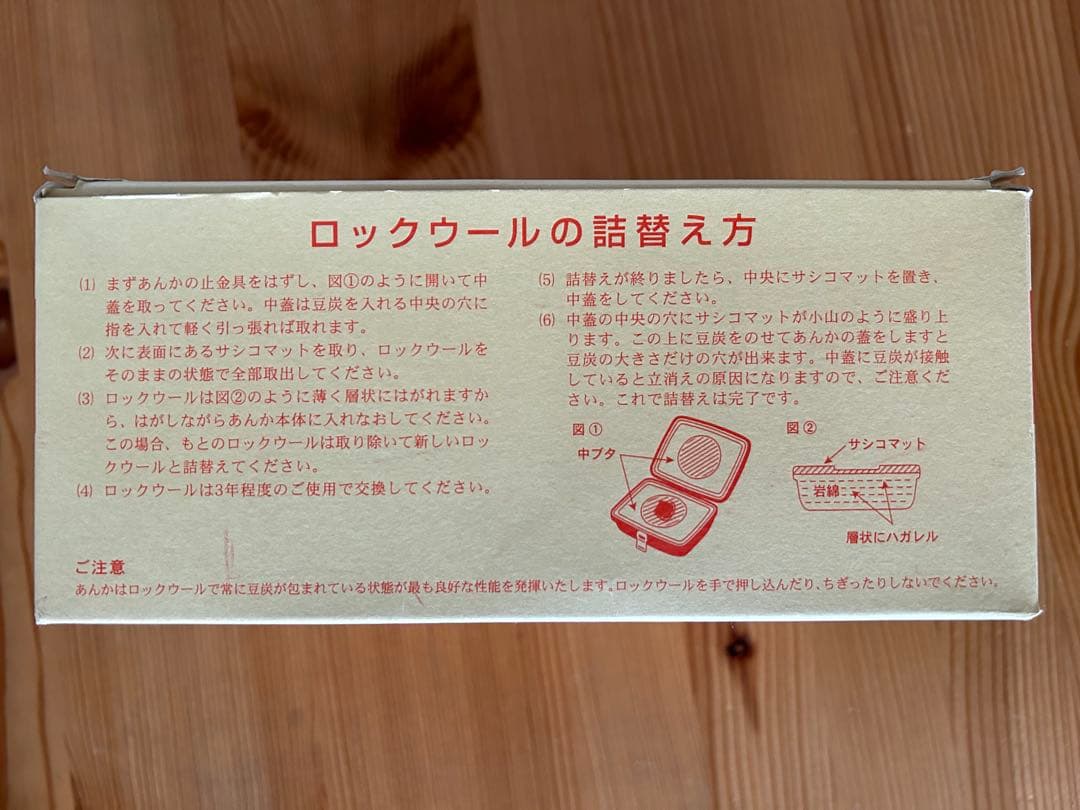 ロックウールの詰替え方
(1) まずあんかの止金具をはずし、図①のように開いて中
蓋を取ってください。中蓋は豆炭を入れる中央の穴に
指を入れて軽く引っ張れば取れます。
(2) 次に表面にあるサシコマットを取り、ロックウールを
そのままの状態で全部取出してください。
(3) ロックウールは図②のように薄く層状にはがれますか
ら、はがしながらあんか本体に入れなおしてください。
この場合、もとのロックウールは取り除いて新しいロッ
クウールと詰替えてください。
(4) ロックウールは3年程度のご使用で交換してください。
(5) 詰替えが終りましたら、中央にサシコマットを置き、
中蓋をしてください。
(6) 中蓋の中央の穴にサシコマットが小山のように盛り上
ります。この上に豆炭をのせてあんかの蓋をしますと
豆炭の大きさだけの穴が出来ます。中蓋に豆炭が接触
していると立消えの原因になりますので、ご注意くだ
さい。これで詰替えは完了です。
図①
中ブタ
図②
サシコマット
岩綿
層状にハガレル
ご注意
あんかはロックウールで常に豆炭が包まれている状態が最も良好な性能を発揮いたします。ロックウールを手で押し込んだり、ちぎったりしないでください。